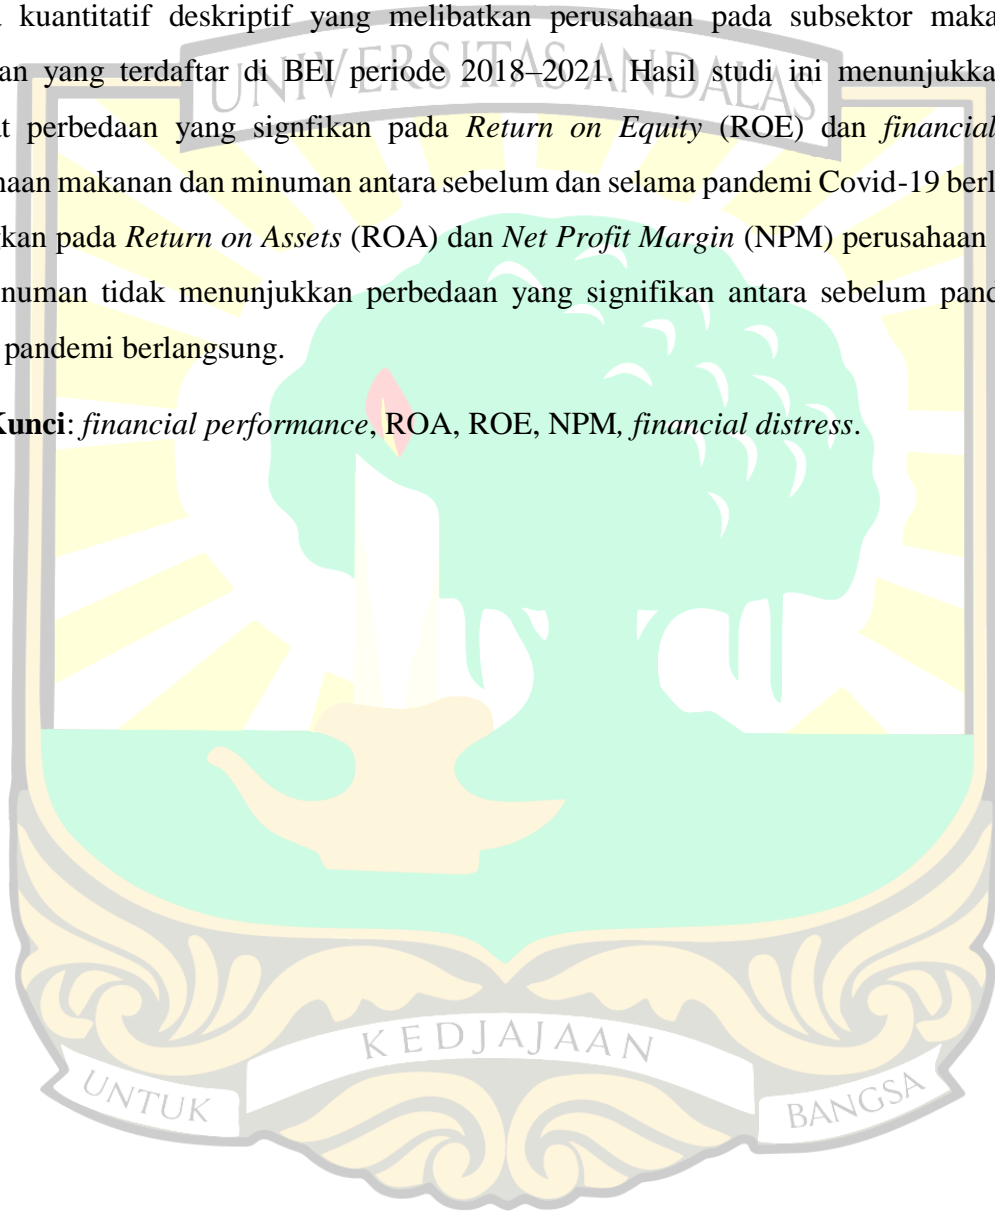 kuantitatif deskriptif yang melibatkan perusahaan pada subsektor maka
an yang terdaftar di BEI periode 2018–2021. Hasil studi ini menunjukka
t perbedaan yang signfikan pada Return on Equity (ROE) dan financial
naan makanan dan minuman antara sebelum dan selama pandemi Covid-19 berl
gkan pada Return on Assets (ROA) dan Net Profit Margin (NPM) perusahaan
numan tidak menunjukkan perbedaan yang signifikan antara sebelum pand
pandemi berlangsung.
Kunci: financial performance, ROA, ROE, NPM, financial distress.
UNIVERSITAS ANDALAS
KEDJAJAAN
UNTUK
BANGSA